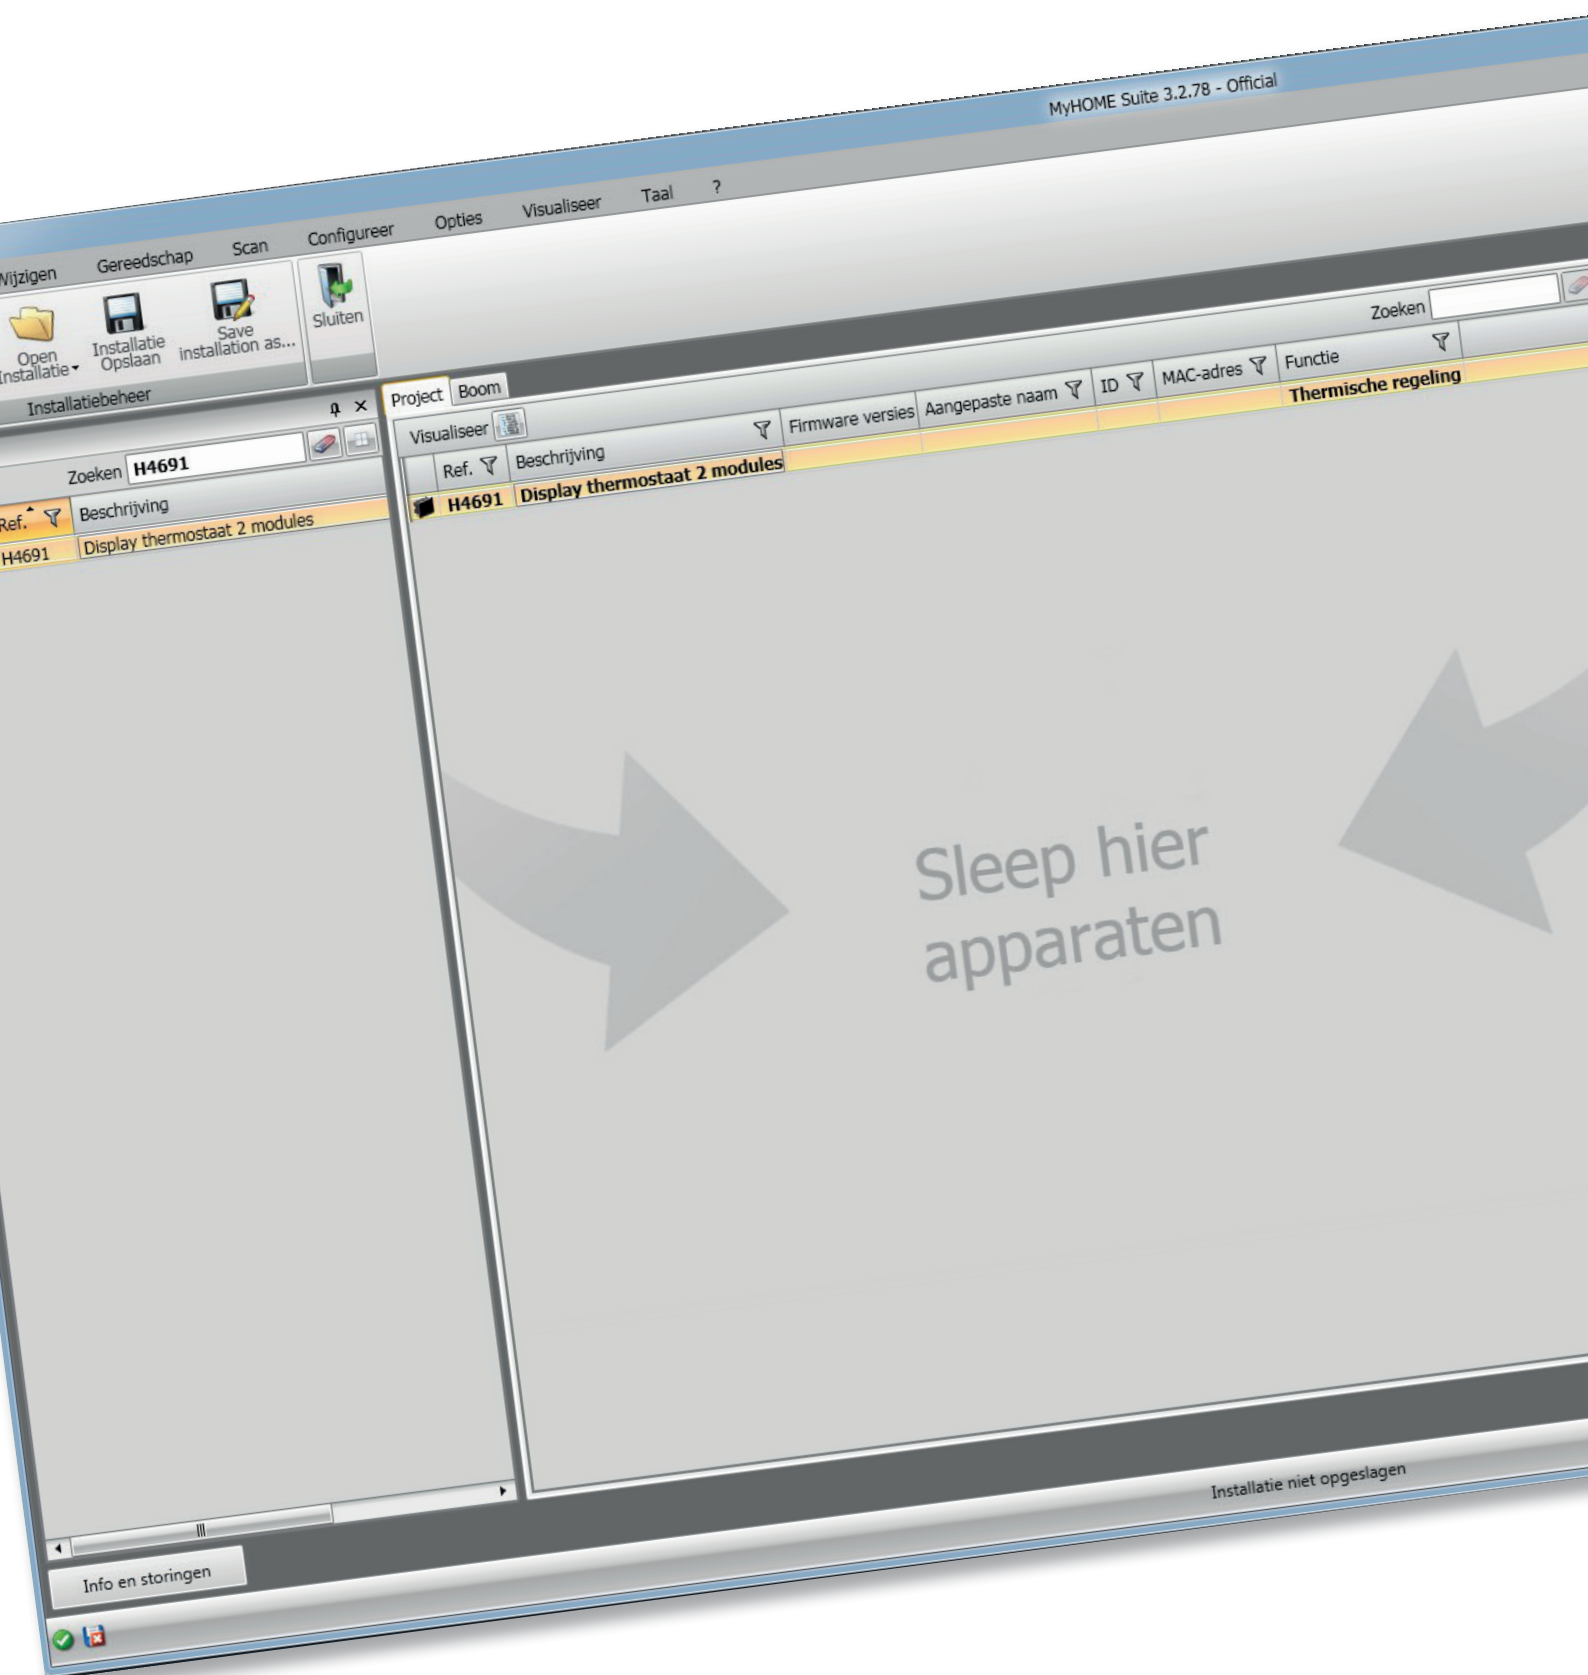 MyHOME Suite 3.2.78 - Official
Wijzigen Gereedschap Scan Configureer Opties Visualiseer Taal ?
Open Installatie
Installatie Opslaan
Save installation as...
Sluiten
Installatiebeheer
Zoeken H4691
Ref. Beschrijving
H4691 Display thermostaat 2 modules
Project Boom
Visualiseer Zoeken
Ref. Beschrijving Firmware versies Aangepaste naam ID MAC-adres Functie
H4691 Display thermostaat 2 modules Thermische regeling
Sleep hier
apparaten
Info en storingen
Installatie niet opgeslagen